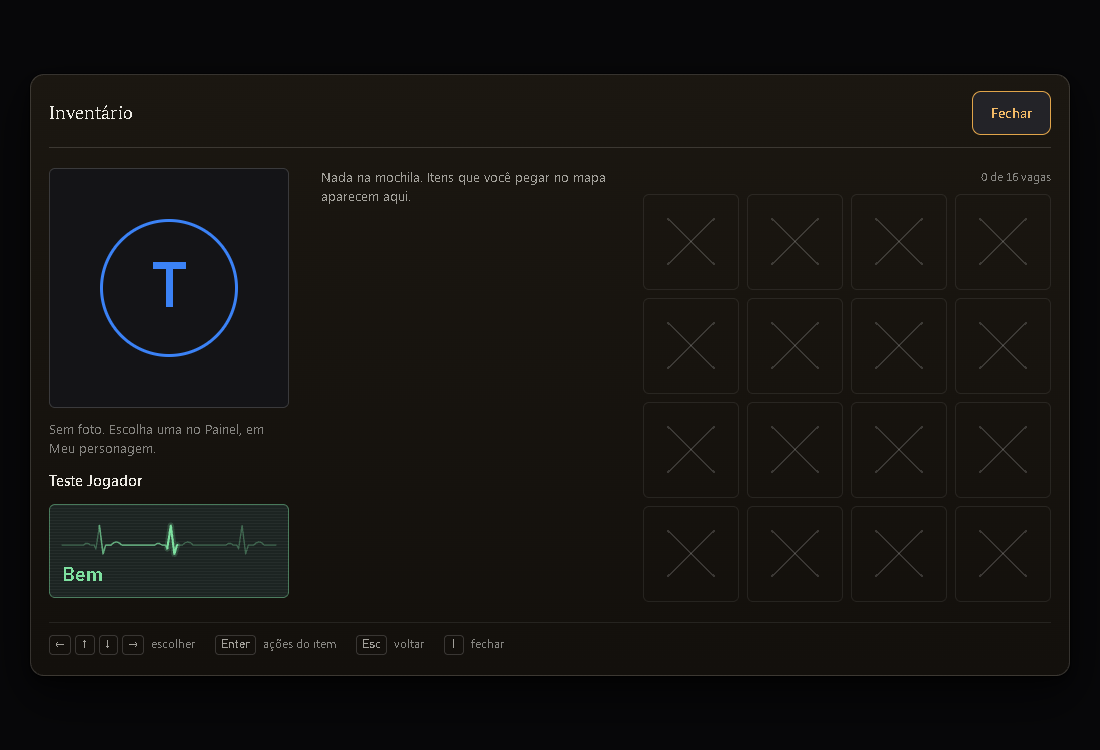 Inventário
Fechar
T
Nada na mochila. Itens que você pegar no mapa
aparecem aqui.
0 de 16 vagas
Sem foto. Escolha uma no Painel, em
Meu personagem.
Teste Jogador
Bem
← ↑ ↓ → escolher Enter ações do item Esc voltar I fechar